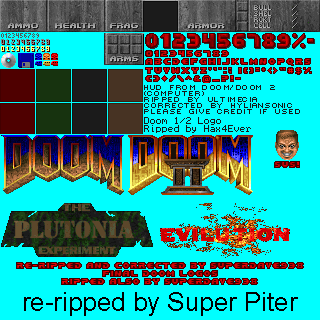 AMMO HEALTH FRAG ARMOR BULL
SHEL
RCKT
CELL
0123456789
0123456789
ARMS
0123456789%-
0123456789
ABCDEFGHIJKLMNOPQRS
HUD FROM DOOM/DOOM 2
(COMPUTER)
RIPPED BY ULTIMECIA
CORRECTED BY HYLIANSONIC
PLEASE GIVE CREDIT IF USED
Doom 1/2 Logo
Ripped by Hax4Ever
DOOM DOOM
II
SUSI
THE
PLUTONIA
EXPERIMENT
EVILUTION
RE-RIPPED AND CORRECTED BY SUPERDAVE938
FINAL DOOM LOGOS
RIPPED ALSO BY SUPERDAVE938
re-ripped by Super Piter